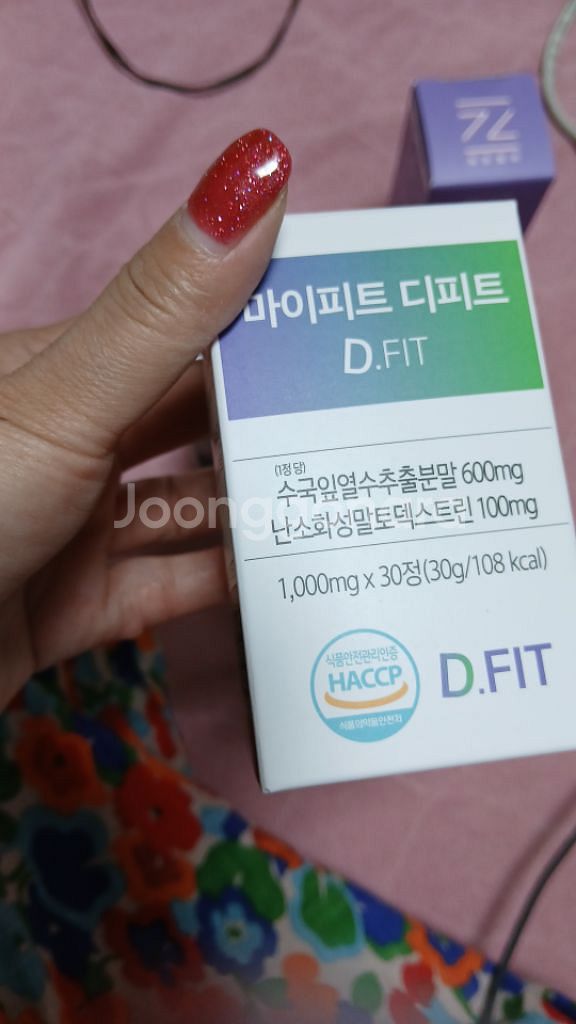 마이피트 디피트
D.FIT
(1정 당)
수국잎열수추출분말 600mg
난소화성말토덱스트린 100mg
1,000mg x 30정(30g/108 kcal)
식품안전관리인증
HACCP
식품의약품안전처
D.FIT